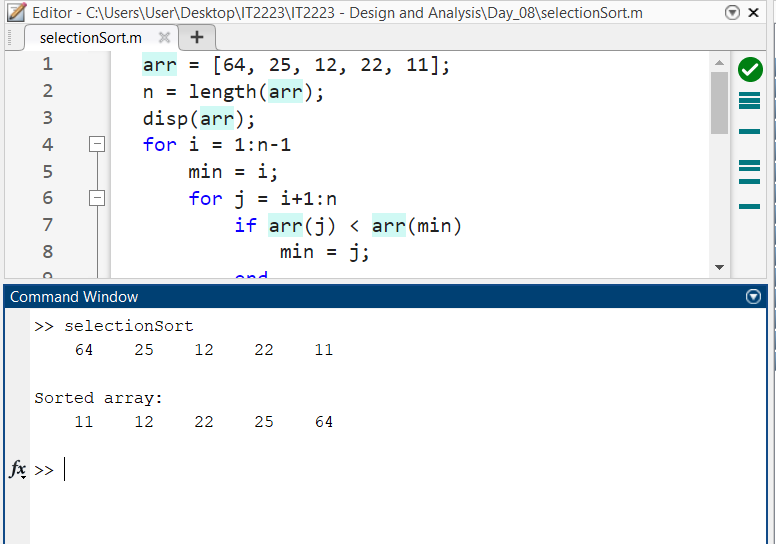 Editor - C:\Users\User\Desktop\IT2223\IT2223 - Design and Analysis\Day_08\selectionSort.m
selectionSort.m
1 arr = [64, 25, 12, 22, 11];
2 n = length(arr);
3 disp(arr);
4 for i = 1:n-1
5 min = i;
6 for j = i+1:n
7 if arr(j) < arr(min)
8 min = j;
9 end
Command Window
>> selectionSort
64 25 12 22 11
Sorted array:
11 12 22 25 64
fx >>